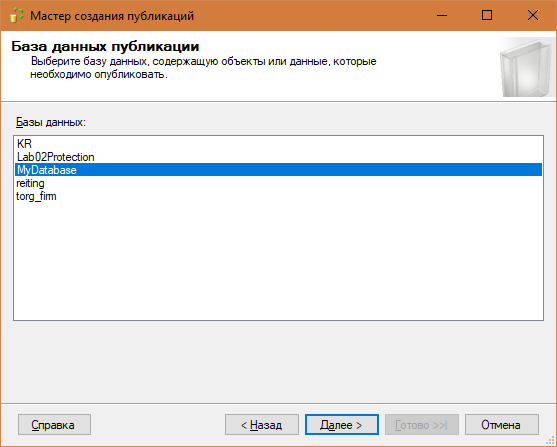 Мастер создания публикаций
База данных публикации
Выберите базу данных, содержащую объекты или данные, которые
необходимо опубликовать.
Базы данных:
KR
Lab02Protection
MyDatabase
reiting
torg_firm
Справка
< Назад
Далее >
Готово >>|
Отмена